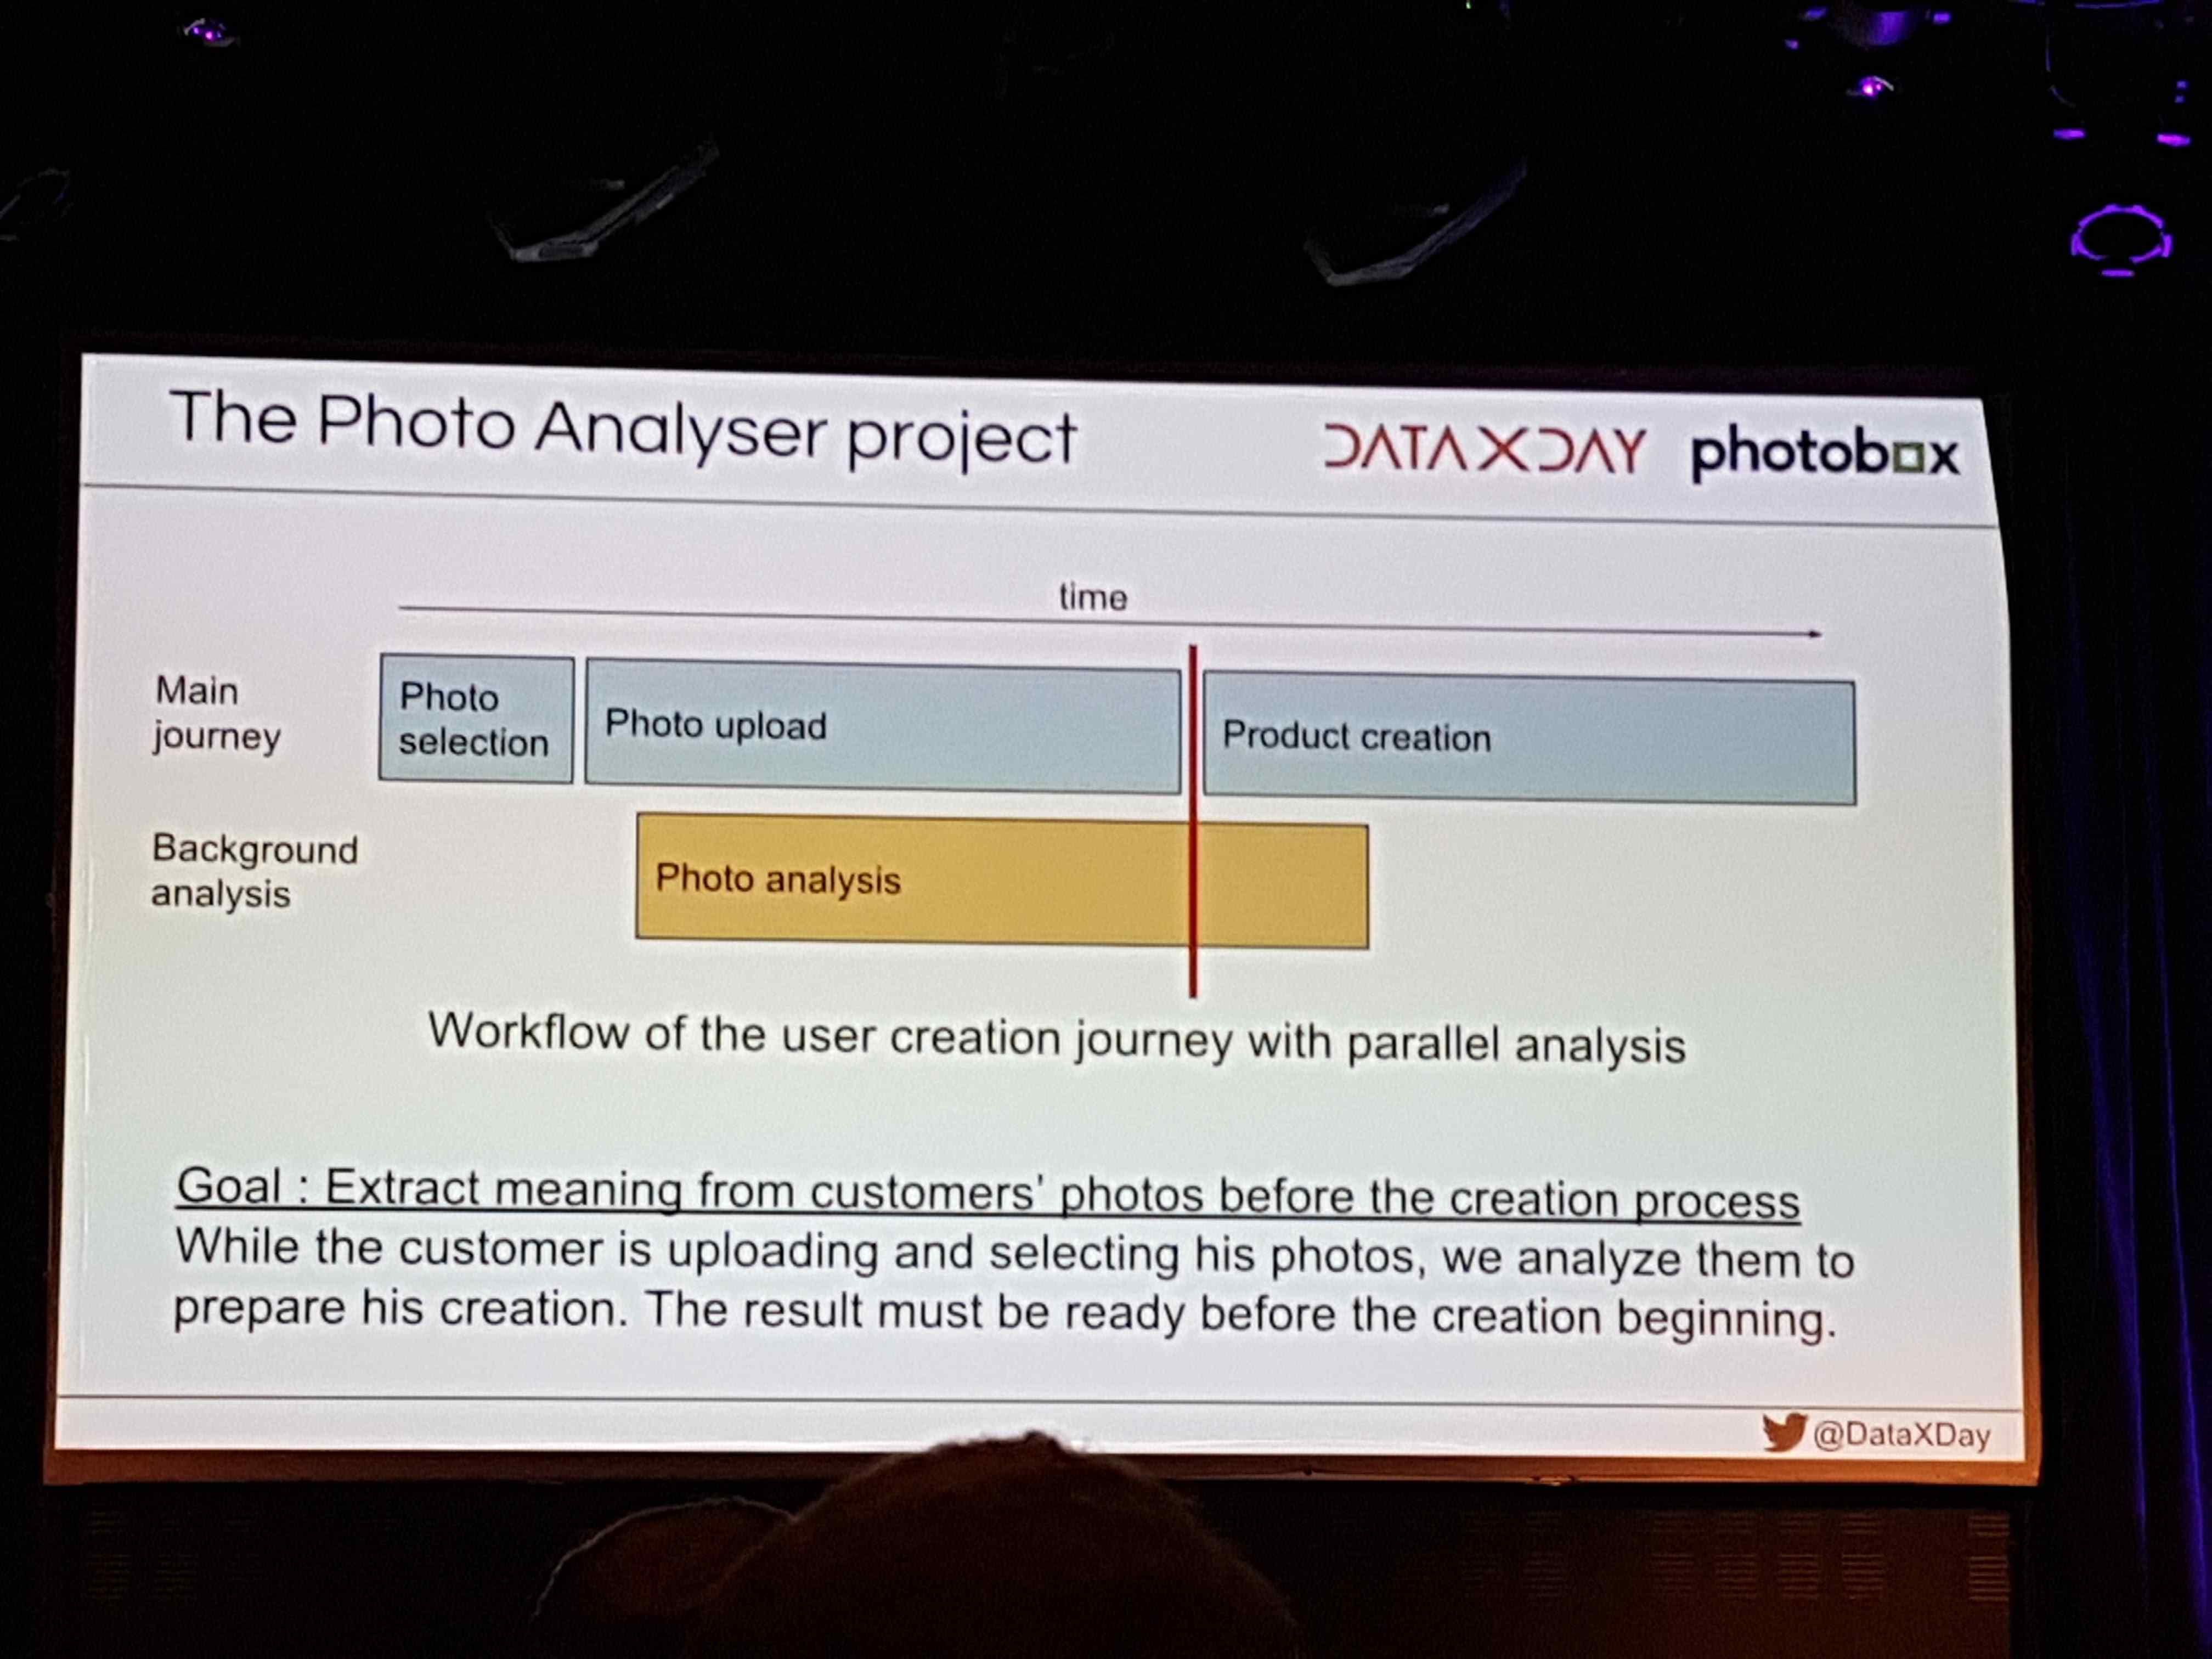 The Photo Analyser project
DATAXDAY photobox
time
Main
journey
Photo
selection
Photo upload
Product creation
Background
analysis
Photo analysis
Workflow of the user creation journey with parallel analysis
Goal : Extract meaning from customers' photos before the creation process
While the customer is uploading and selecting his photos, we analyze them to
prepare his creation. The result must be ready before the creation beginning.
@DataXDay